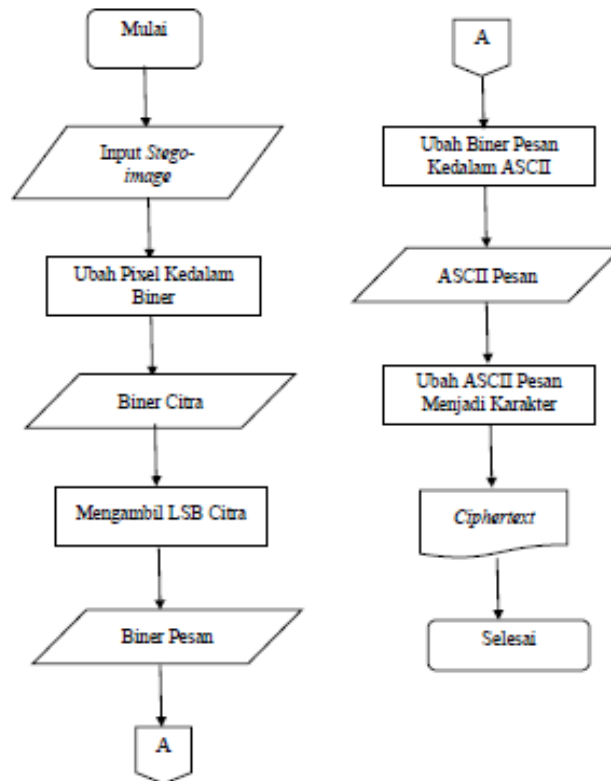 Mulai
Input Stego-
image
Ubah Pixel Kedalam
Biner
Biner Citra
Mengambil LSB Citra
Biner Pesan
A
A
Ubah Biner Pesan
Kedalam ASCII
ASCII Pesan
Ubah ASCII Pesan
Menjadi Karakter
Ciphertext
Selesai